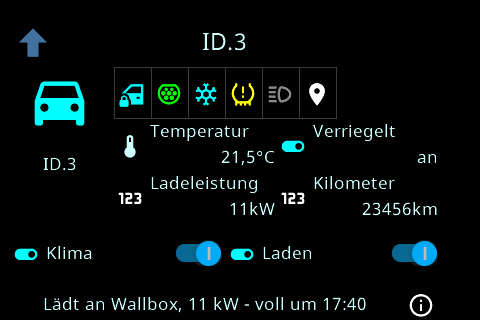 ID.3
ID.3
Temperatur
21,5°C
Verriegelt
an
123
Ladeleistung
11kW
123
Kilometer
23456km
Klima
Laden
Lädt an Wallbox, 11 kW - voll um 17:40